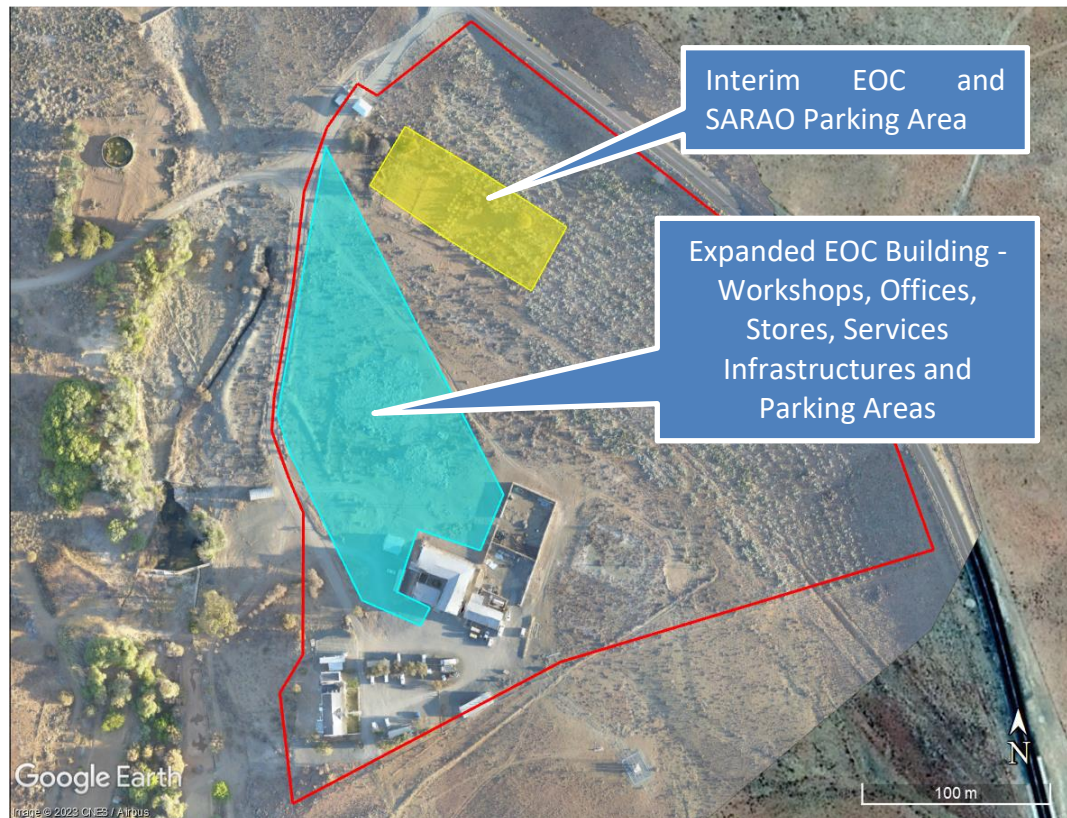 Interim EOC and
SARAO Parking Area
Expanded EOC Building -
Workshops, Offices,
Stores, Services
Infrastructures and
Parking Areas
N
100 m
Google Earth
Image © 2023 CNES / Airbus